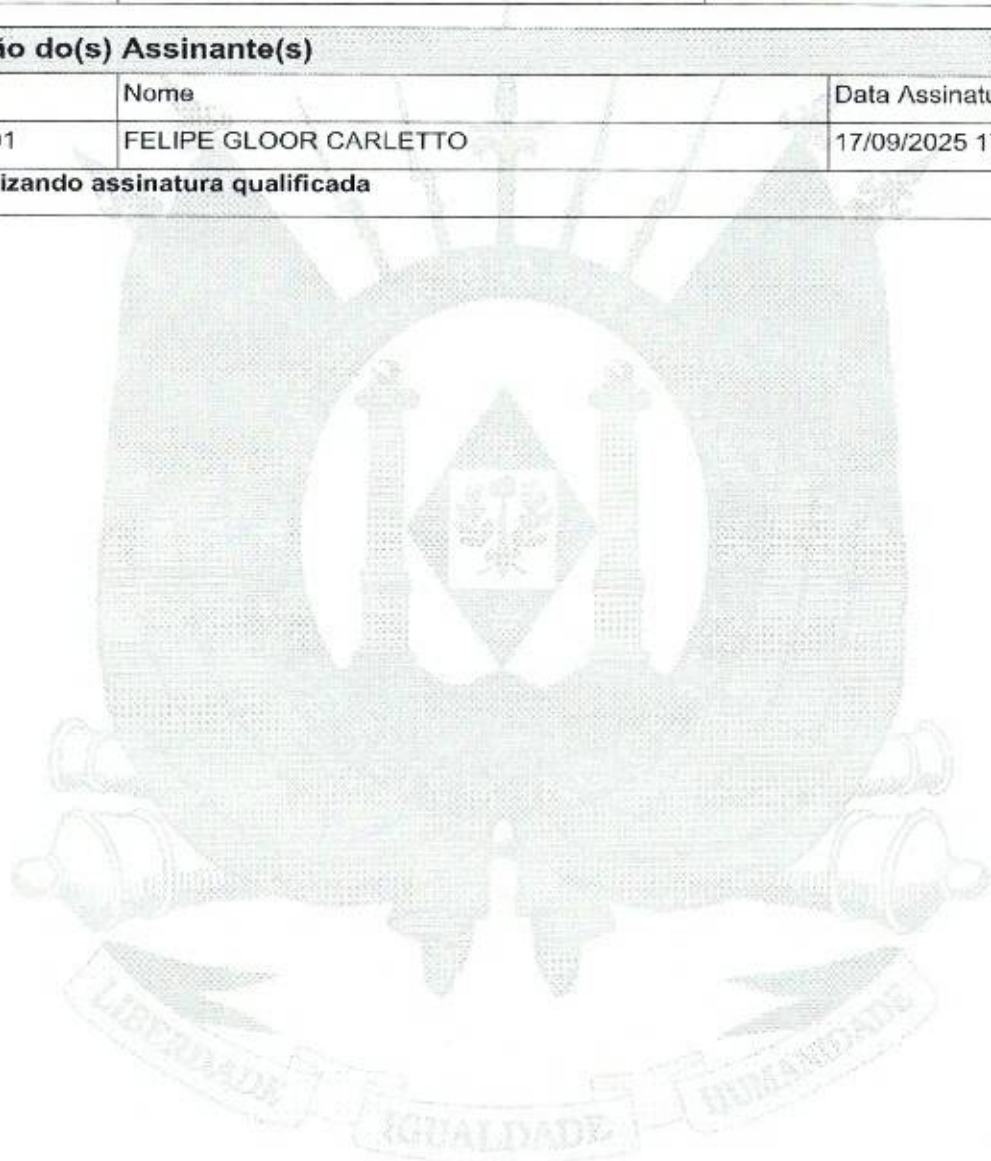 ão do(s) Assinante(s)
Nome
Data Assinatu
01
FELIPE GLOOR CARLETTO
17/09/2025 1
izando assinatura qualificada
LIBERDADE
IGUALDADE
HUMANIDADE